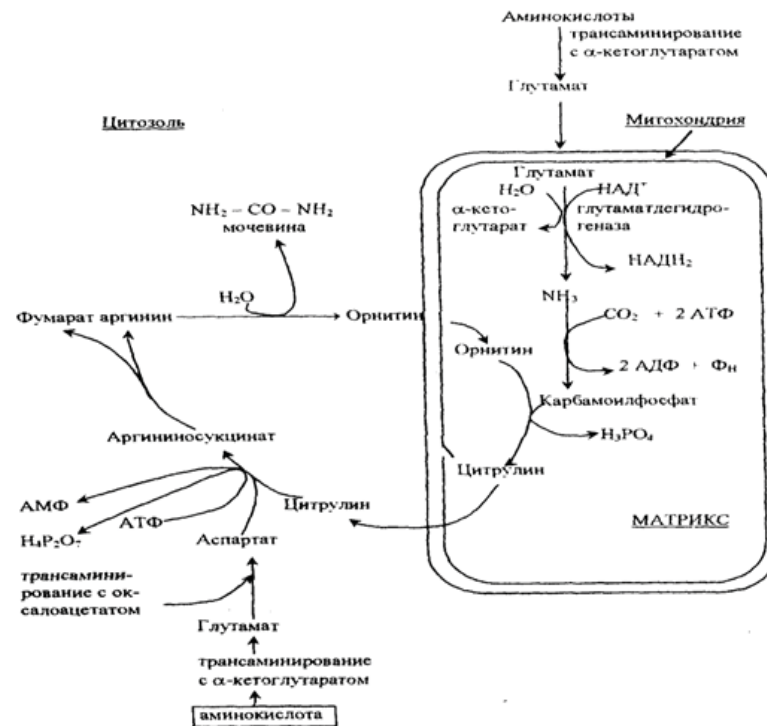 Аминокислоты
трансаминирование
с α-кетоглутаратом
Глутамат
Цитозоль
Митохондрия
Глутамат
H₂O НАД⁺
α-кето-
глутарат
глутаматдегидро-
геназа
НАДН₂
NH₂ – CO – NH₂
мочевина
NH₃
H₂O
CO₂ + 2 АТФ
Фумарат аргинин
Орнитин
Орнитин
2 АДФ + Фн
Карбамоилфосфат
H₃PO₄
Аргининосукцинат
Цитрулин
Цитрулин
АМФ
АТФ
H₄P₂O₇
Аспартат
МАТРИКС
трансамини-
рование с ок-
салоацетатом
Глутамат
трансаминирование
с α-кетоглутаратом
аминокислота